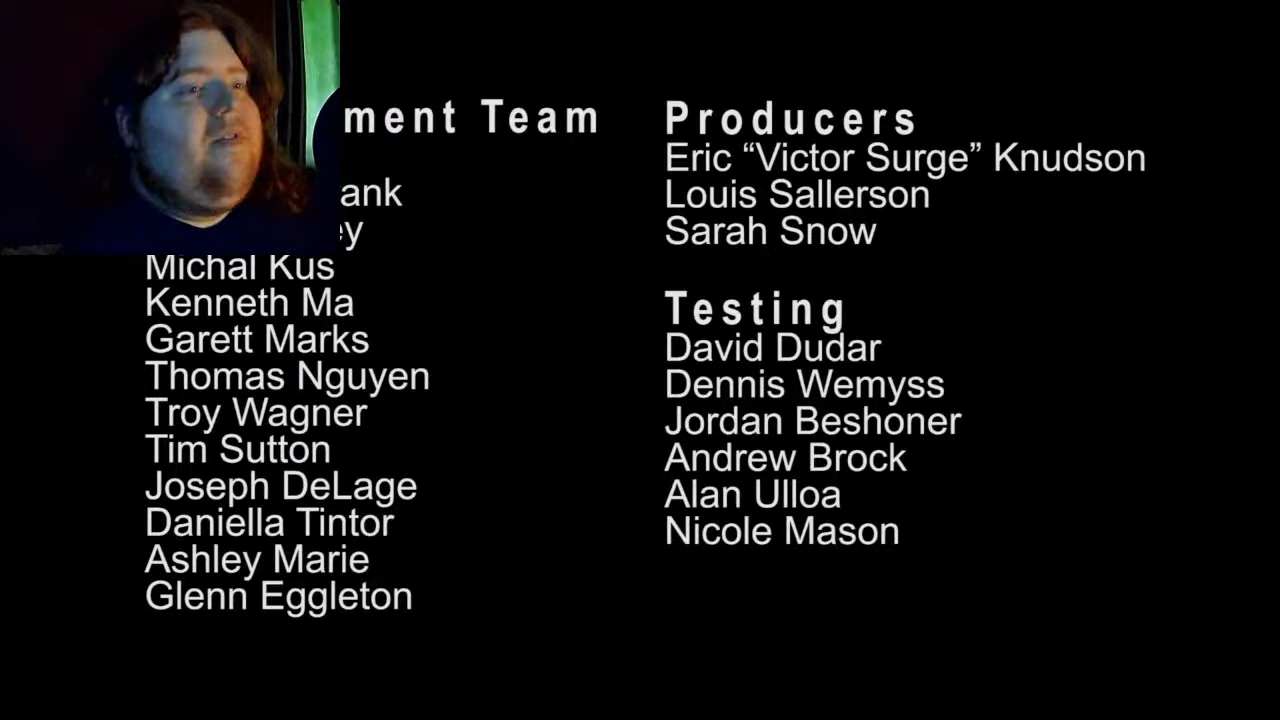 ment Team
ank
ey
Michal Kus
Kenneth Ma
Garett Marks
Thomas Nguyen
Troy Wagner
Tim Sutton
Joseph DeLage
Daniella Tintor
Ashley Marie
Glenn Eggleton
Producers
Eric “Victor Surge” Knudson
Louis Sallerson
Sarah Snow
Testing
David Dudar
Dennis Wemyss
Jordan Beshoner
Andrew Brock
Alan Ulloa
Nicole Mason